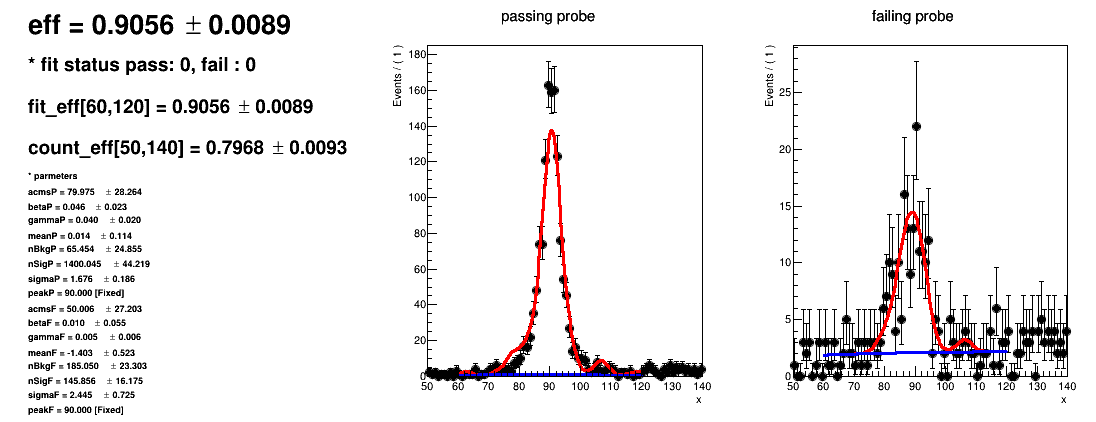 eff = 0.9056 ± 0.0089
* fit status pass: 0, fail : 0
fit_eff[60,120] = 0.9056 ± 0.0089
count_eff[50,140] = 0.7968 ± 0.0093
* parmeters
acmsP = 79.975 ± 28.264
betaP = 0.046 ± 0.023
gammaP = 0.040 ± 0.020
meanP = 0.014 ± 0.114
nBkgP = 65.454 ± 24.855
nSigP = 1400.045 ± 44.219
sigmaP = 1.676 ± 0.186
peakP = 90.000 [Fixed]
acmsF = 50.006 ± 27.203
betaF = 0.010 ± 0.055
gammaF = 0.005 ± 0.006
meanF = -1.403 ± 0.523
nBkgF = 185.050 ± 23.303
nSigF = 145.856 ± 16.175
sigmaF = 2.445 ± 0.725
peakF = 90.000 [Fixed]
passing probe
Events / ( 1 )
180
160
140
120
100
80
60
40
20
0
50 60 70 80 90 100 110 120 130 140
x
failing probe
Events / ( 1 )
25
20
15
10
5
0
50 60 70 80 90 100 110 120 130 140
x